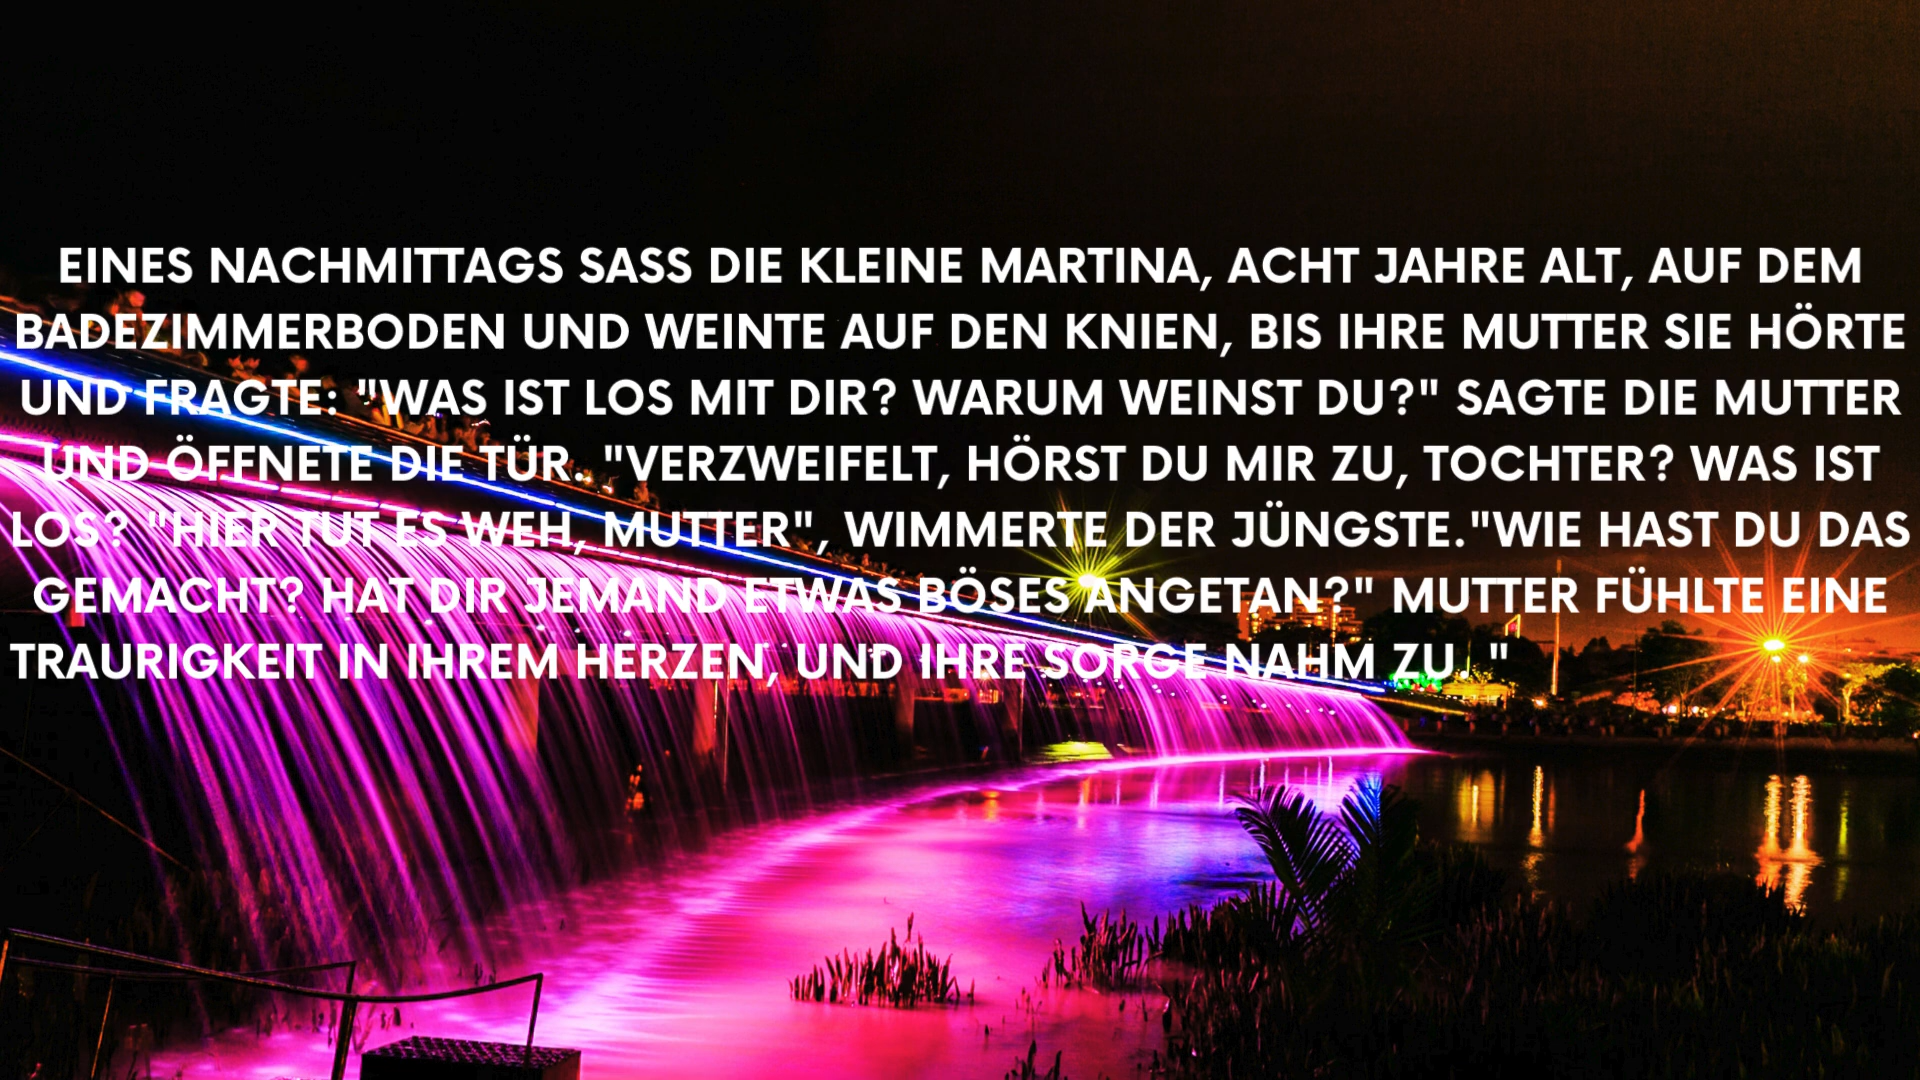 EINES NACHMITTAGS SASS DIE KLEINE MARTINA, ACHT JAHRE ALT, AUF DEM
BADEZIMMERBODEN UND WEINTE AUF DEN KNIEN, BIS IHRE MUTTER SIE HÖRTE
UND FRAGTE: "WAS IST LOS MIT DIR? WARUM WEINST DU?" SAGTE DIE MUTTER
UND ÖFFNETE DIE TÜR. "VERZWEIFELT, HÖRST DU MIR ZU, TOCHTER? WAS IST
LOS? "HIER TUT ES WEH, MUTTER", WIMMERTE DER JÜNGSTE."WIE HAST DU DAS
GEMACHT? HAT DIR JEMAND ETWAS BÖSES ANGETAN?" MUTTER FÜHLTE EINE
TRAURIGKEIT IN IHREM HERZEN, UND IHRE SORGE NAHM ZU. "